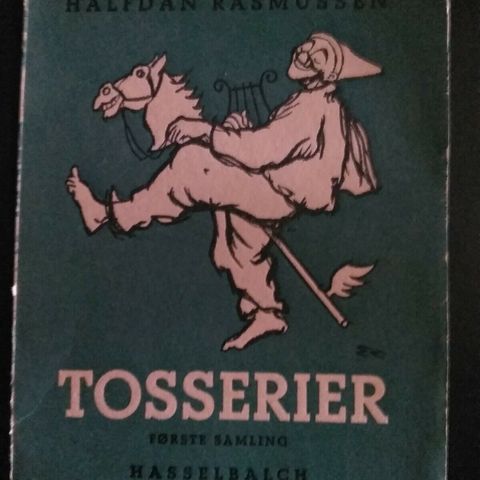 HALFDAN RASMUSSEN
TOSSERIER
FØRSTE SAMLING
HASSELBALCH